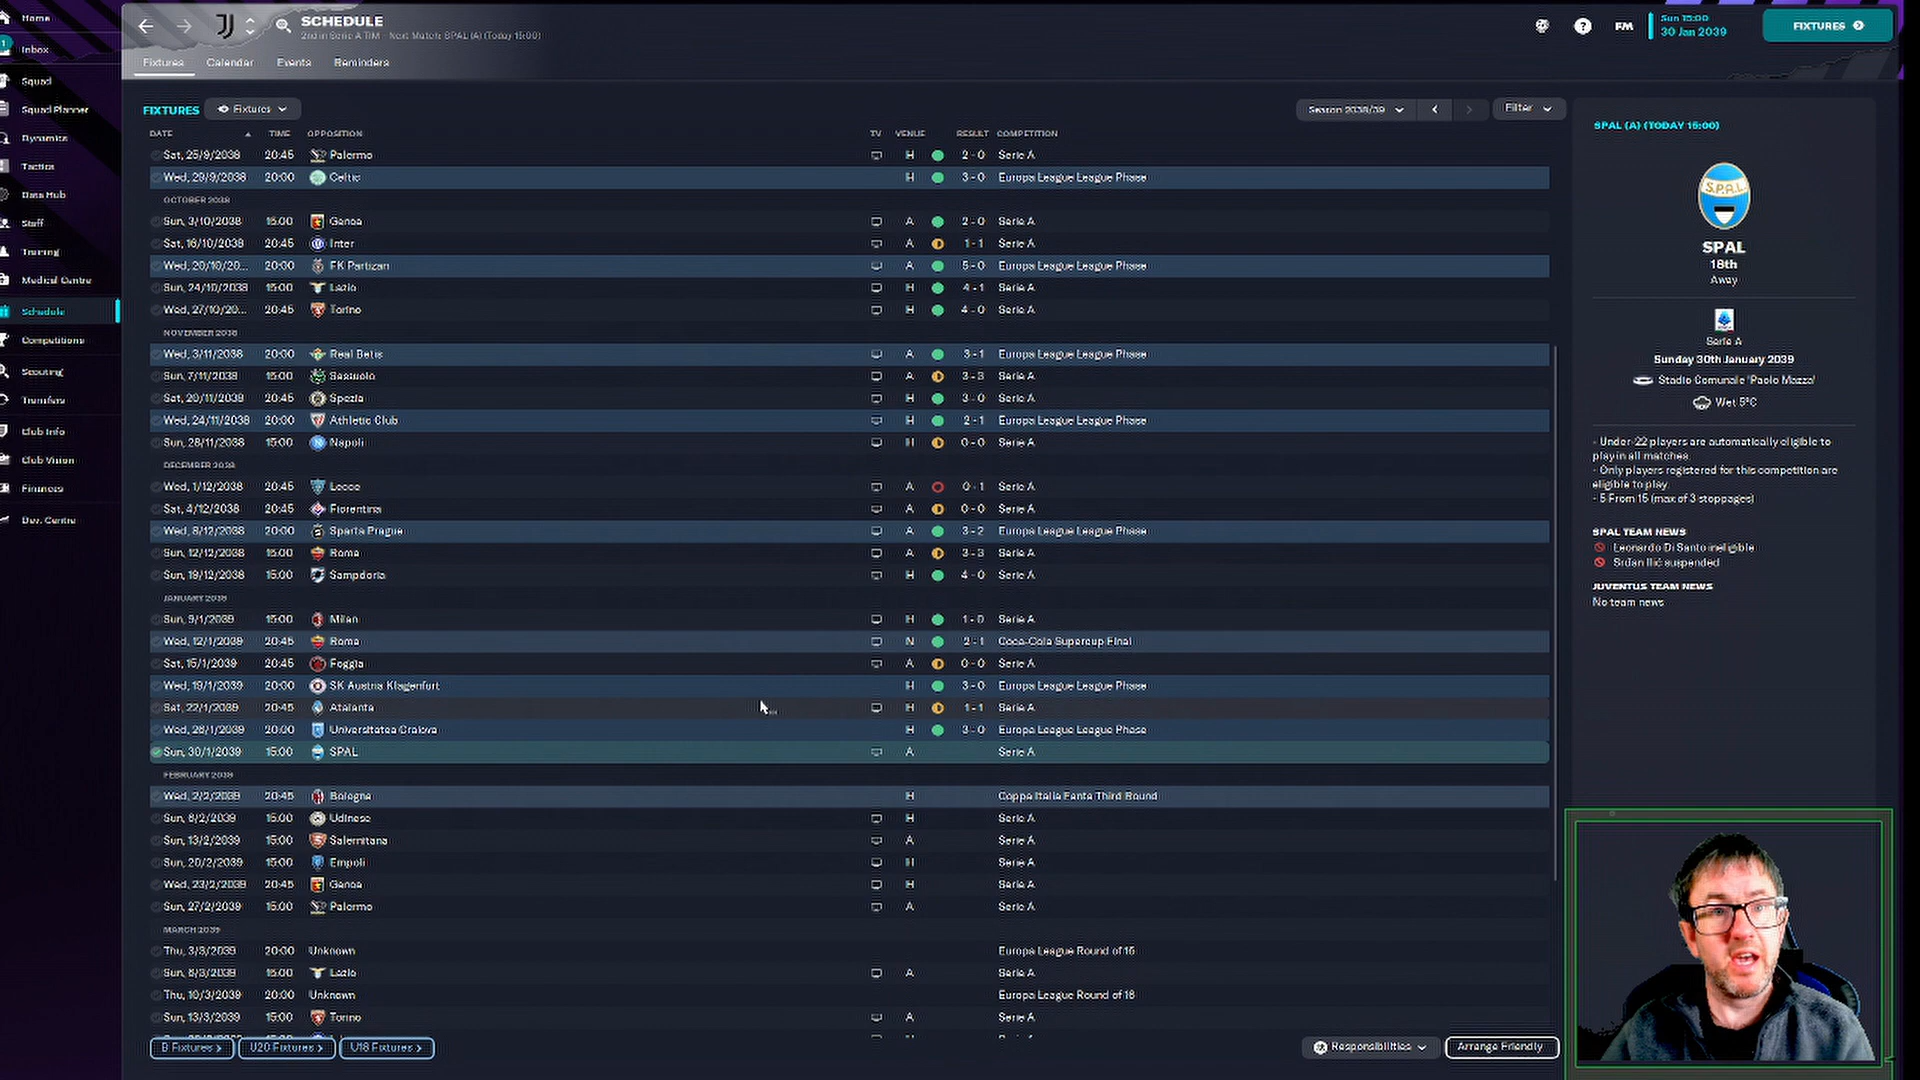 Home
1
Inbox
Squad
Squad Planner
Dynamics
Tactics
Data Hub
Staff
Training
Medical Centre
Schedule
Competitions
Scouting
Transfers
Club Info
Club Vision
Finances
Dev. Centre
SCHEDULE
2nd in Serie A TIM - Next Match: SPAL (A) (Today 15:00)
FM
Sun 15:00
30 Jan 2039
FIXTURES
Fixtures Calendar Events Reminders
FIXTURES Fixtures Season 2038/39 Filter
DATE TIME OPPOSITION TV VENUE RESULT COMPETITION
Sat, 25/9/2038 20:45 Palermo H 2-0 Serie A
Wed, 29/9/2038 20:00 Celtic H 3-0 Europa League League Phase
OCTOBER 2038
Sun, 3/10/2038 15:00 Genoa A 2-0 Serie A
Sat, 16/10/2038 20:45 Inter A 1-1 Serie A
Wed, 20/10/20... 20:00 FK Partizan A 5-0 Europa League League Phase
Sun, 24/10/2038 15:00 Lazio H 4-1 Serie A
Wed, 27/10/20... 20:45 Torino H 4-0 Serie A
NOVEMBER 2038
Wed, 3/11/2038 20:00 Real Betis A 3-1 Europa League League Phase
Sun, 7/11/2038 15:00 Sassuolo A 3-3 Serie A
Sat, 20/11/2038 20:45 Spezia H 3-0 Serie A
Wed, 24/11/2038 20:00 Athletic Club H 2-1 Europa League League Phase
Sun, 28/11/2038 15:00 Napoli H 0-0 Serie A
DECEMBER 2038
Wed, 1/12/2038 20:45 Lecce A 0-1 Serie A
Sat, 4/12/2038 20:45 Fiorentina A 0-0 Serie A
Wed, 8/12/2038 20:00 Sparta Prague A 3-2 Europa League League Phase
Sun, 12/12/2038 15:00 Roma A 3-3 Serie A
Sun, 19/12/2038 15:00 Sampdoria H 4-0 Serie A
JANUARY 2039
Sun, 9/1/2039 15:00 Milan H 1-0 Serie A
Wed, 12/1/2039 20:45 Roma N 2-1 Coca-Cola Supercup Final
Sat, 15/1/2039 20:45 Foggia A 0-0 Serie A
Wed, 19/1/2039 20:00 SK Austria Klagenfurt H 3-0 Europa League League Phase
Sat, 22/1/2039 20:45 Atalanta H 1-1 Serie A
Wed, 26/1/2039 20:00 Universitatea Craiova H 3-0 Europa League League Phase
Sun, 30/1/2039 15:00 SPAL A Serie A
FEBRUARY 2039
Wed, 2/2/2039 20:45 Bologna H Coppa Italia Fanta Third Round
Sun, 6/2/2039 15:00 Udinese H Serie A
Sun, 13/2/2039 15:00 Salernitana A Serie A
Sun, 20/2/2039 15:00 Empoli H Serie A
Wed, 23/2/2039 20:45 Genoa H Serie A
Sun, 27/2/2039 15:00 Palermo A Serie A
MARCH 2039
Thu, 3/3/2039 20:00 Unknown Europa League Round of 16
Sun, 6/3/2039 15:00 Lazio A Serie A
Thu, 10/3/2039 20:00 Unknown Europa League Round of 16
Sun, 13/3/2039 15:00 Torino A Serie A
B Fixtures > U20 Fixtures > U18 Fixtures > Responsibilities Arrange Friendly
SPAL (A) (TODAY 15:00)
S.P.A.L.
SPAL
18th
Away
Serie A
Sunday 30th January 2039
Stadio Comunale 'Paolo Mazza'
Wet 5°C
- Under-22 players are automatically eligible to
play in all matches.
- Only players registered for this competition are
eligible to play.
- 5 From 15 (max of 3 stoppages)
SPAL TEAM NEWS
Leonardo Di Santo ineligible
Srdan Ilić suspended
JUVENTUS TEAM NEWS
No team news